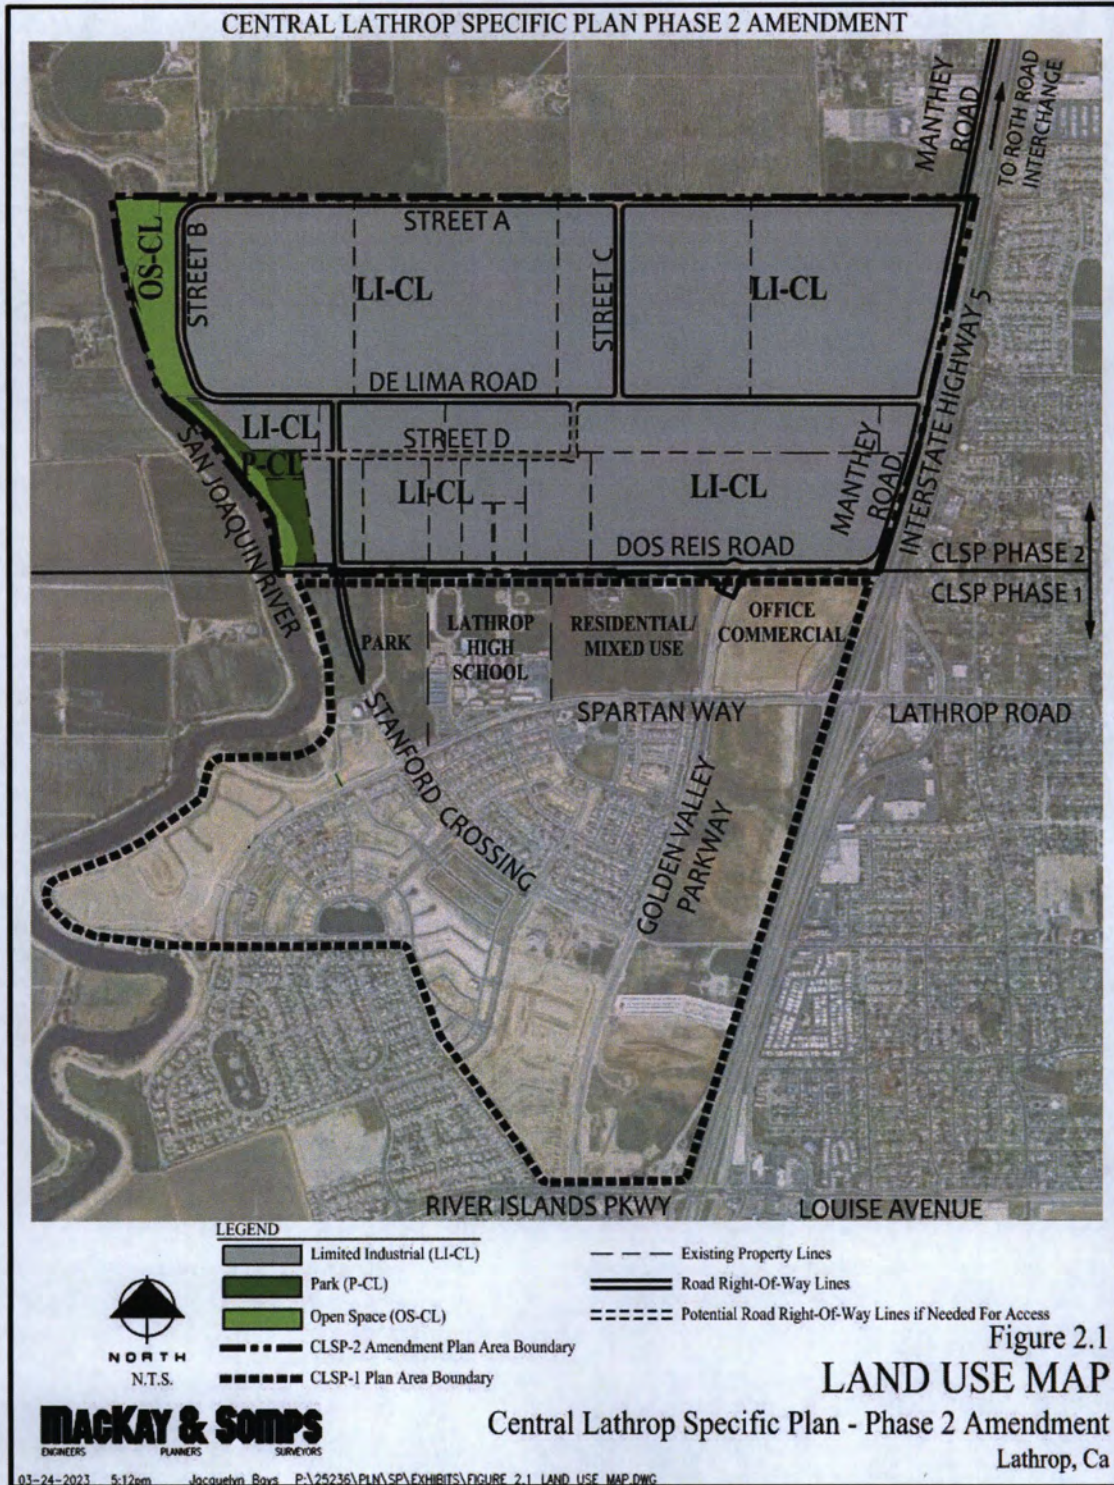 CENTRAL LATHROP SPECIFIC PLAN PHASE 2 AMENDMENT
MANTHEY
ROAD
TO ROTH ROAD
INTERCHANGE
OS-CL
STREET B
STREET A
LI-CL
STREET C
LI-CL
DE LIMA ROAD
INTERSTATE HIGHWAY 5
LI-CL
STREET D
P-CL
LI-CL
LI-CL
MANTHEY
ROAD
SAN JOAQUIN RIVER
DOS REIS ROAD
CLSP PHASE 2
CLSP PHASE 1
PARK
LATHROP
HIGH
SCHOOL
RESIDENTIAL/
MIXED USE
OFFICE
COMMERCIAL
SPARTAN WAY
LATHROP ROAD
STANFORD CROSSING
GOLDEN VALLEY
PARKWAY
RIVER ISLANDS PKWY
LOUISE AVENUE
LEGEND
Limited Industrial (LI-CL)
Park (P-CL)
Open Space (OS-CL)
CLSP-2 Amendment Plan Area Boundary
CLSP-1 Plan Area Boundary
Existing Property Lines
Road Right-Of-Way Lines
Potential Road Right-Of-Way Lines if Needed For Access
NORTH
N.T.S.
Figure 2.1
LAND USE MAP
Central Lathrop Specific Plan - Phase 2 Amendment
Lathrop, Ca
MACKAY & SOMPS
ENGINEERS PLANNERS SURVEYORS
03-24-2023 5:12pm Jacquelyn Bays P:\25236\PLN\SP\EXHIBITS\FIGURE 2.1 LAND USE MAP.DWG